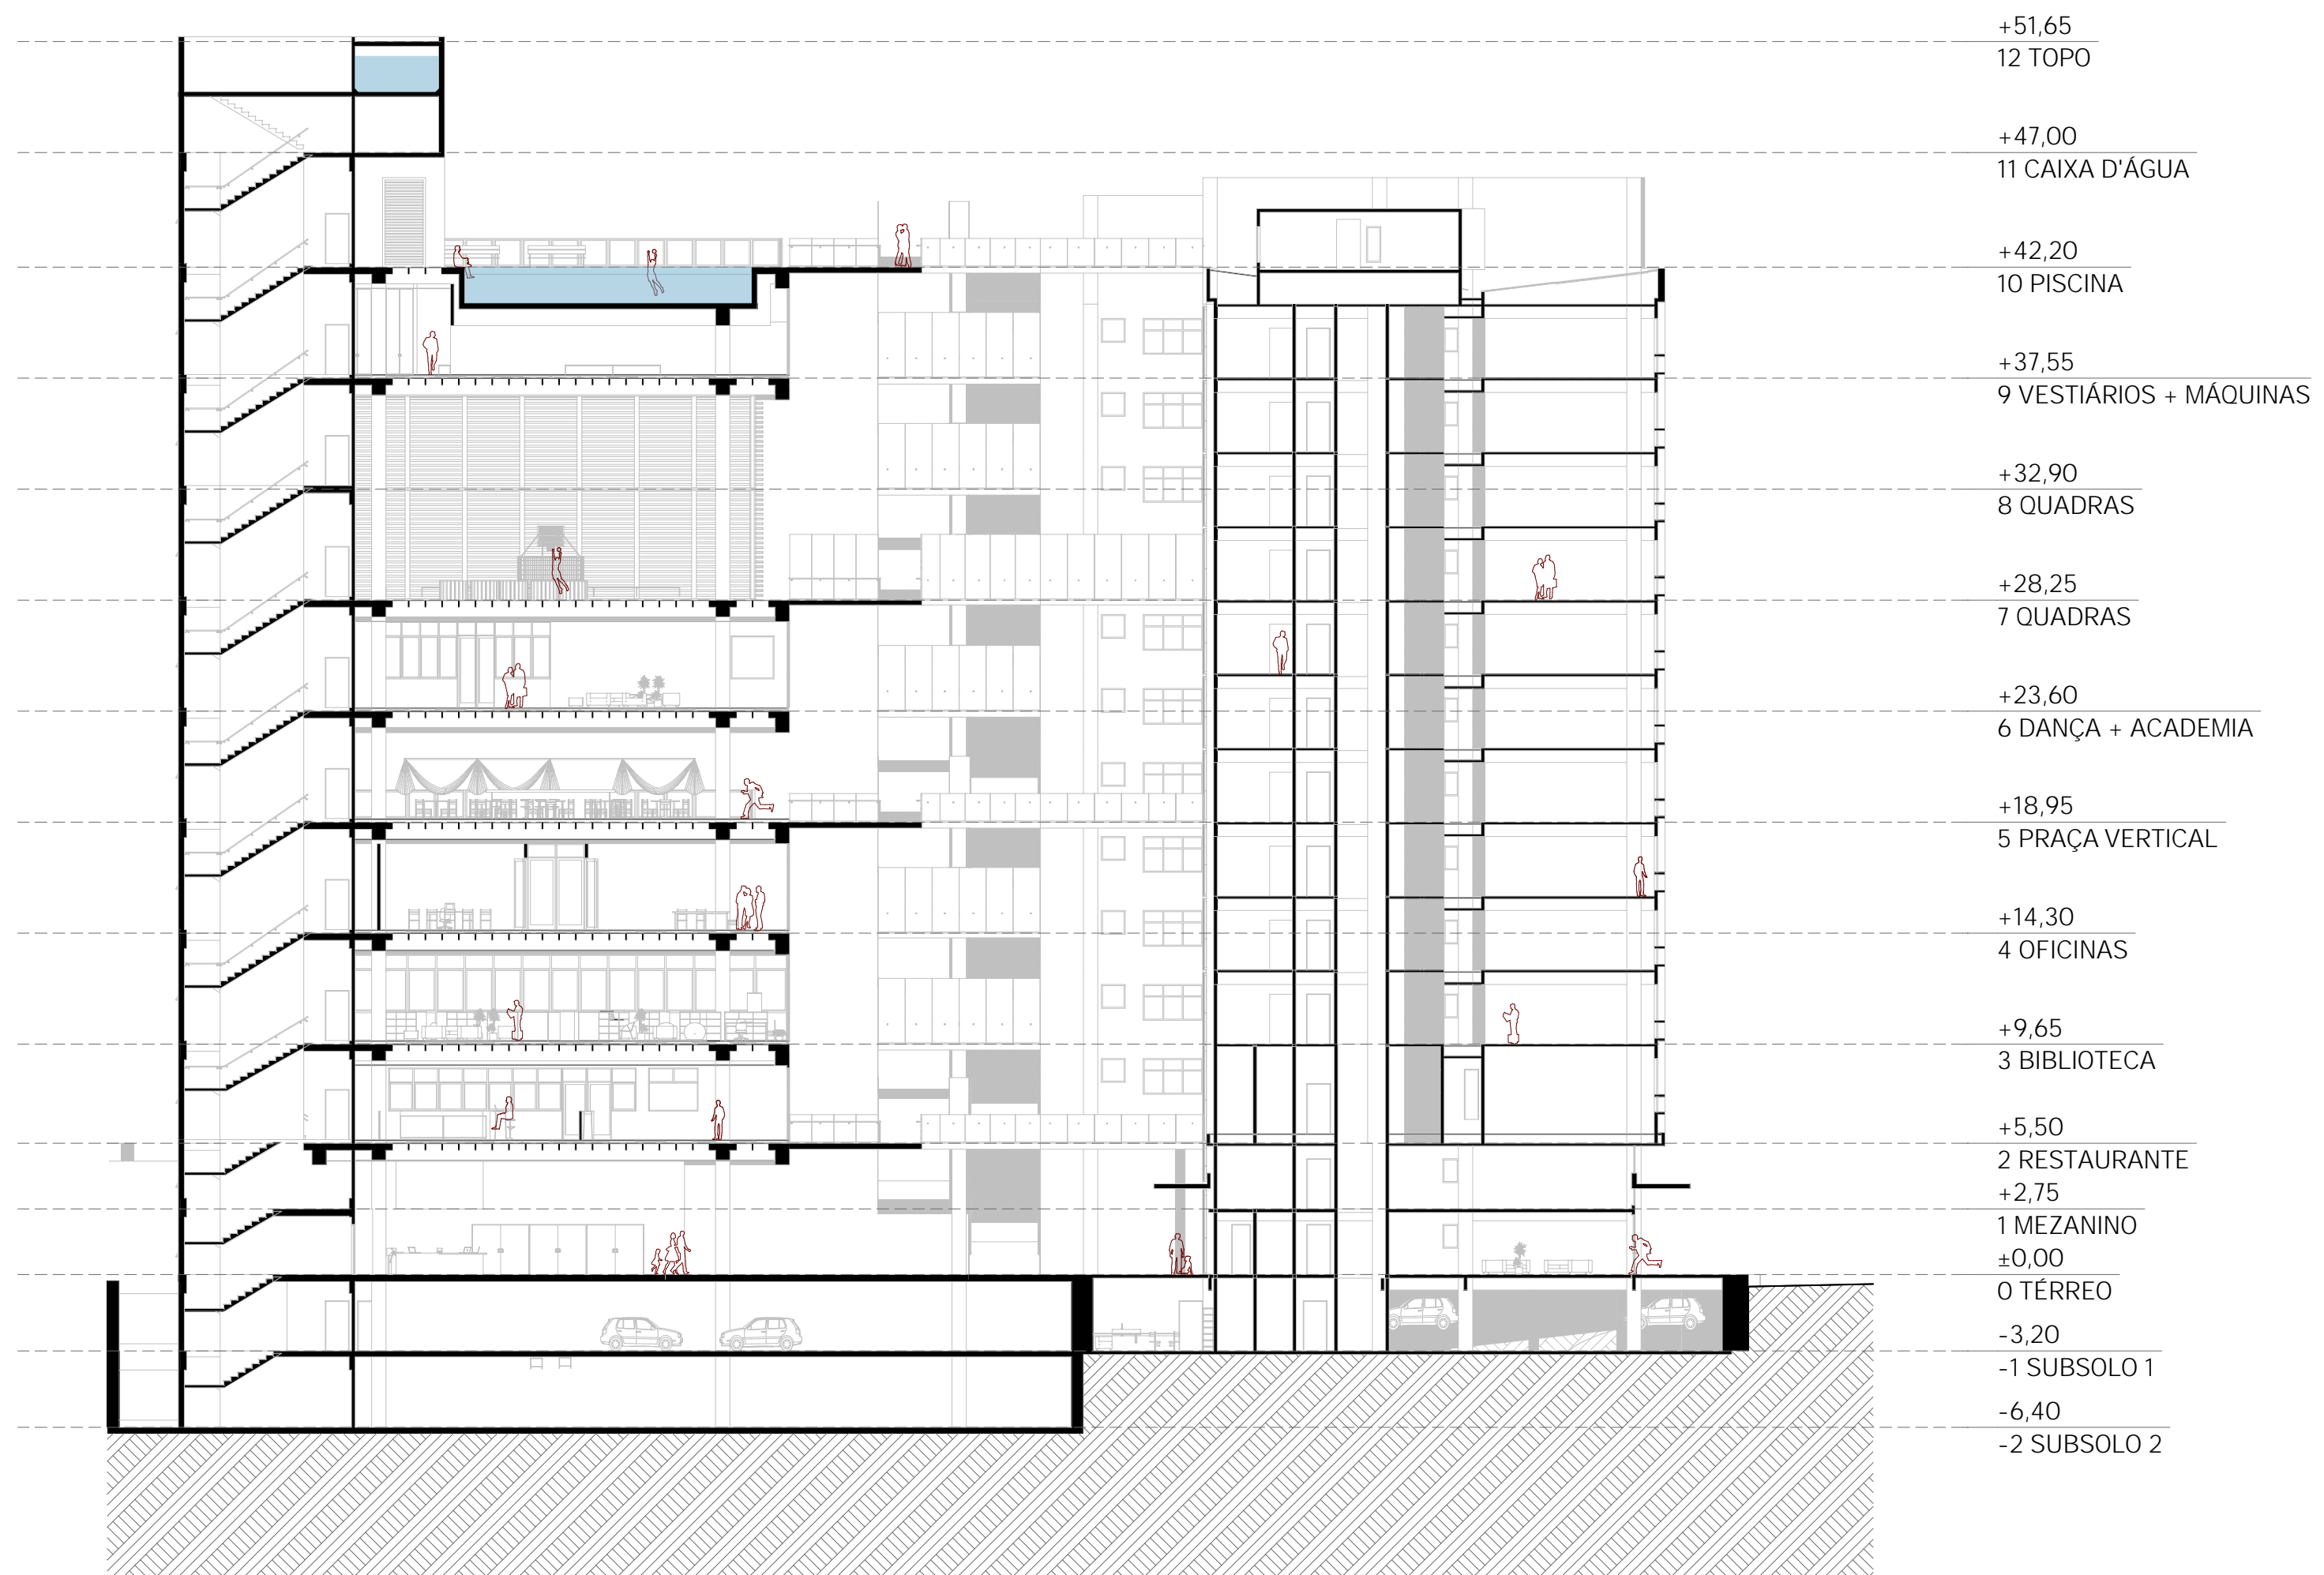 +51,65
12 TOPO
+47,00
11 CAIXA D'ÁGUA
+42,20
10 PISCINA
+37,55
9 VESTIÁRIOS + MÁQUINAS
+32,90
8 QUADRAS
+28,25
7 QUADRAS
+23,60
6 DANÇA + ACADEMIA
+18,95
5 PRAÇA VERTICAL
+14,30
4 OFICINAS
+9,65
3 BIBLIOTECA
+5,50
2 RESTAURANTE
+2,75
1 MEZANINO
±0,00
0 TÉRREO
-3,20
-1 SUBSOLO 1
-6,40
-2 SUBSOLO 2